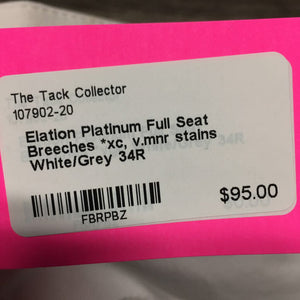 The Tack Collector
107902-20
Elation Platinum Full Seat
Breeches *xc, v.mnr stains
White/Grey 34R
$95.00
FBRPBZ